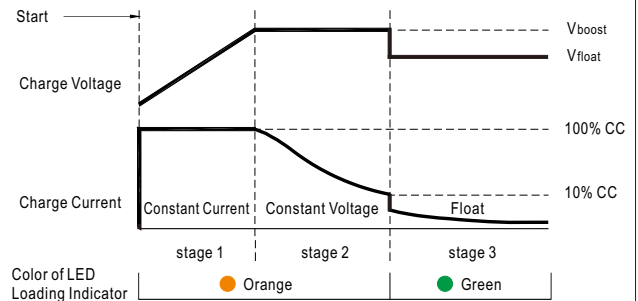 Start
Vboost
Vfloat
Charge Voltage
100% CC
10% CC
Charge Current
Constant Current
Constant Voltage
Float
stage 1
stage 2
stage 3
Color of LED
Loading Indicator
Orange
Green